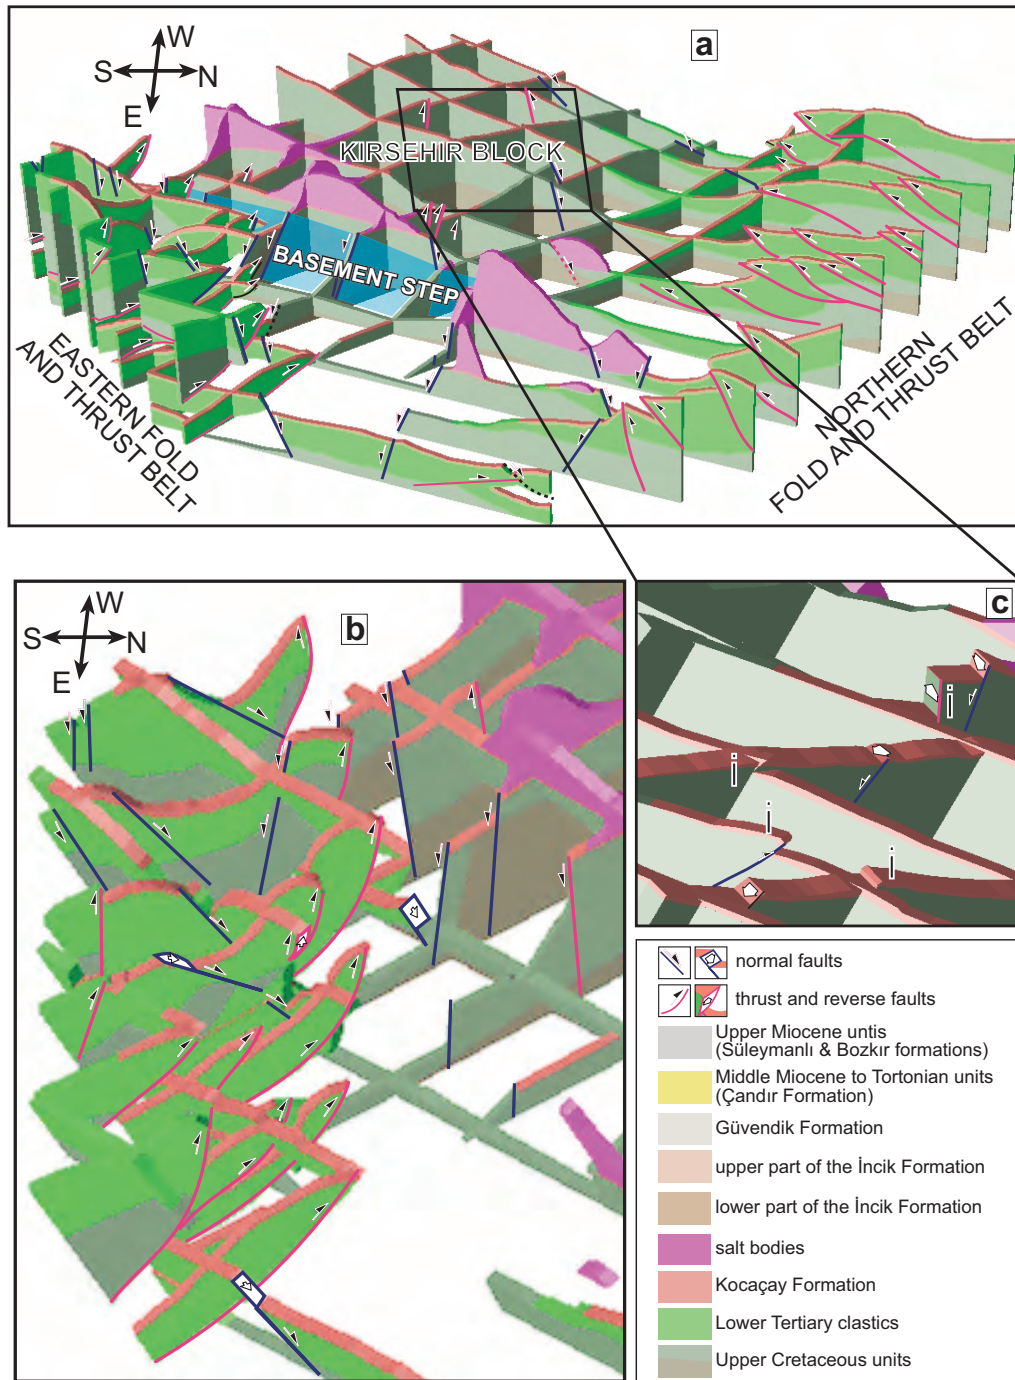 a
W
S N
E
KIRSEHIR BLOCK
BASEMENT STEP
EASTERN FOLD
AND THRUST BELT
NORTHERN
FOLD AND THRUST BELT
b
W
S N
E
c
i
i
i
i
normal faults
thrust and reverse faults
Upper Miocene untis
(Süleymanlı & Bozkır formations)
Middle Miocene to Tortonian units
(Çandır Formation)
Güvendik Formation
upper part of the İncik Formation
lower part of the İncik Formation
salt bodies
Kocaçay Formation
Lower Tertiary clastics
Upper Cretaceous units